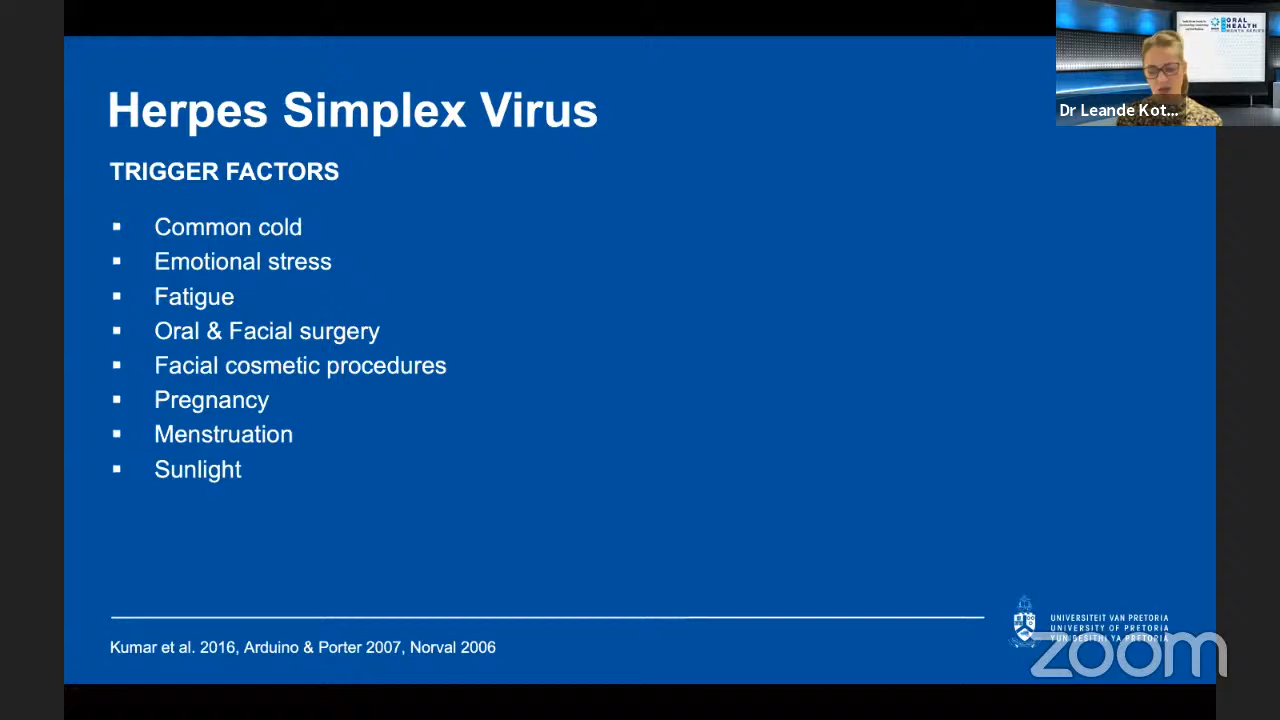 Herpes Simplex Virus
TRIGGER FACTORS
▪ Common cold
▪ Emotional stress
▪ Fatigue
▪ Oral & Facial surgery
▪ Facial cosmetic procedures
▪ Pregnancy
▪ Menstruation
▪ Sunlight
Kumar et al. 2016, Arduino & Porter 2007, Norval 2006
UNIVERSITEIT VAN PRETORIA
UNIVERSITY OF PRETORIA
YUNIBESITHI YA PRETORIA
zoom
ORAL
HEALTH
MONTH SERIES
Dr Leande Kot...